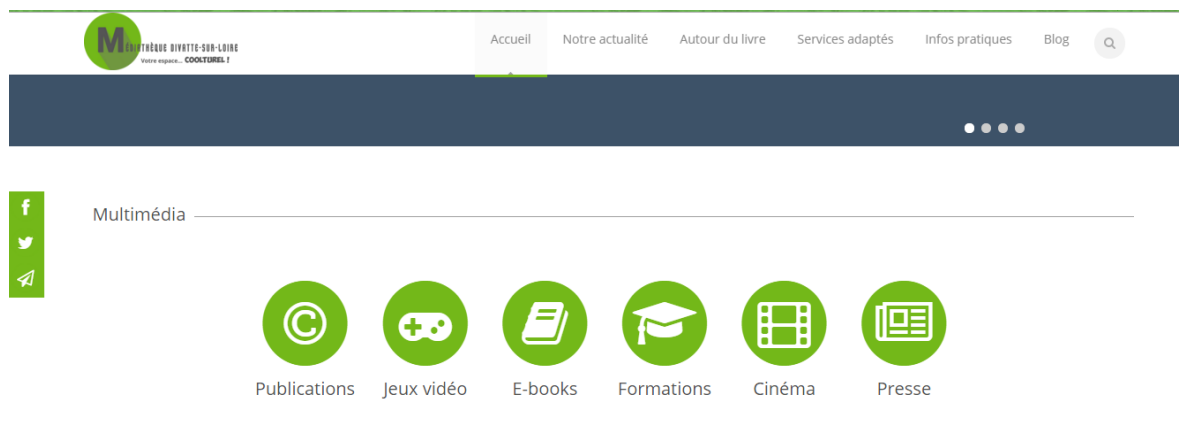 MÉDIATHÈQUE DIVATTE-SUR-LOIRE
Votre espace... COOLTUREL !
Accueil Notre actualité Autour du livre Services adaptés Infos pratiques Blog
Multimédia
Publications Jeux vidéo E-books Formations Cinéma Presse